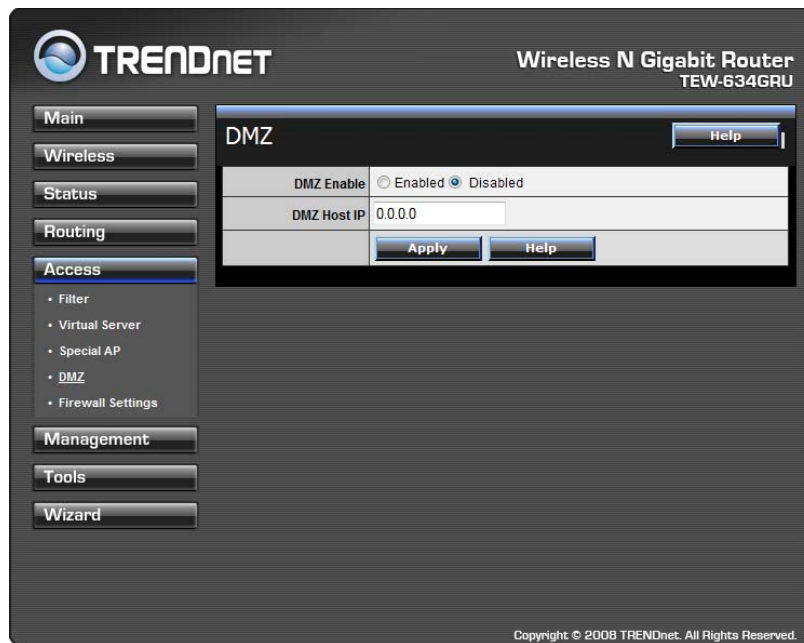 TRENDNET
Wireless N Gigabit Router
TEW-634GRU
Main
Wireless
Status
Routing
Access
• Filter
• Virtual Server
• Special AP
• DMZ
• Firewall Settings
Management
Tools
Wizard
DMZ
Help
DMZ Enable Enabled Disabled
DMZ Host IP 0.0.0.0
Apply Help
Copyright © 2008 TRENDnet. All Rights Reserved.